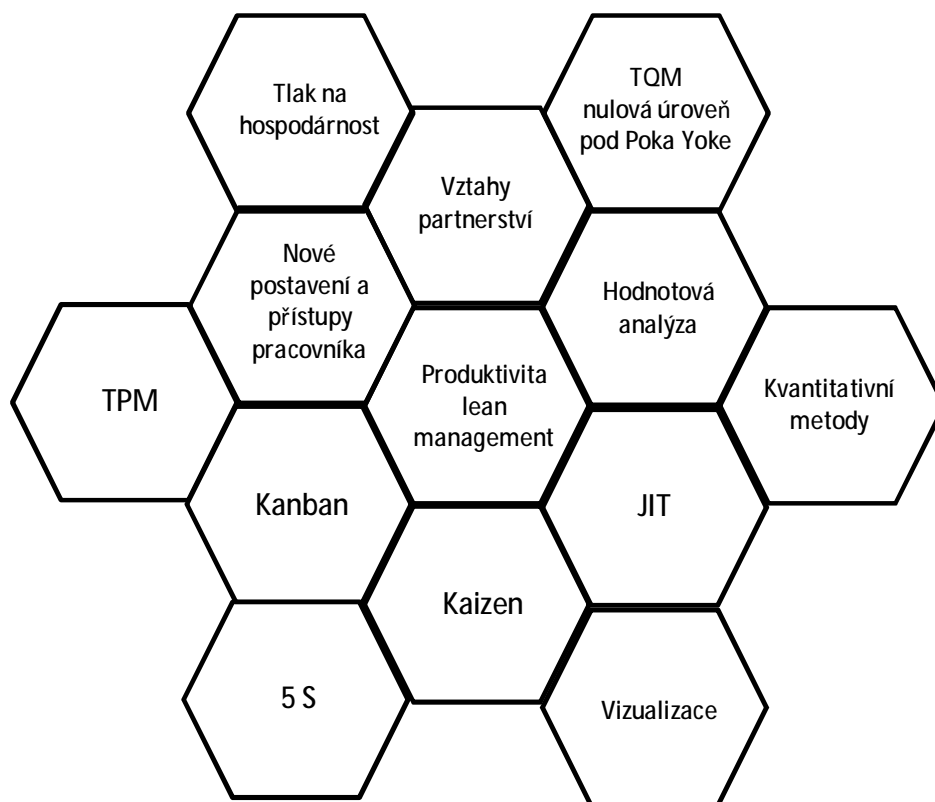 Tlak na
hospodárnost
TQM
nulová úroveň
pod Poka Yoke
Vztahy
partnerství
Nové
postavení a
přístupy
pracovníka
Hodnotová
analýza
TPM
Produktivita
lean
management
Kvantitativní
metody
Kanban
JIT
Kaizen
5 S
Vizualizace